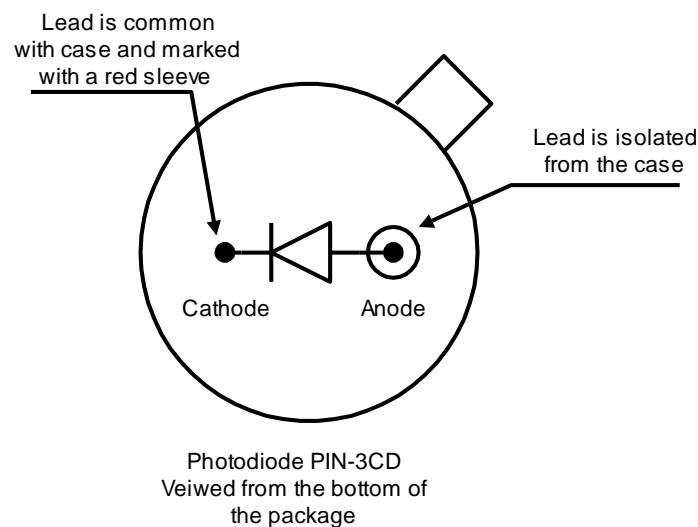 Lead is common
with case and marked
with a red sleeve
Lead is isolated
from the case
Cathode
Anode
Photodiode PIN-3CD
Veiwed from the bottom of
the package